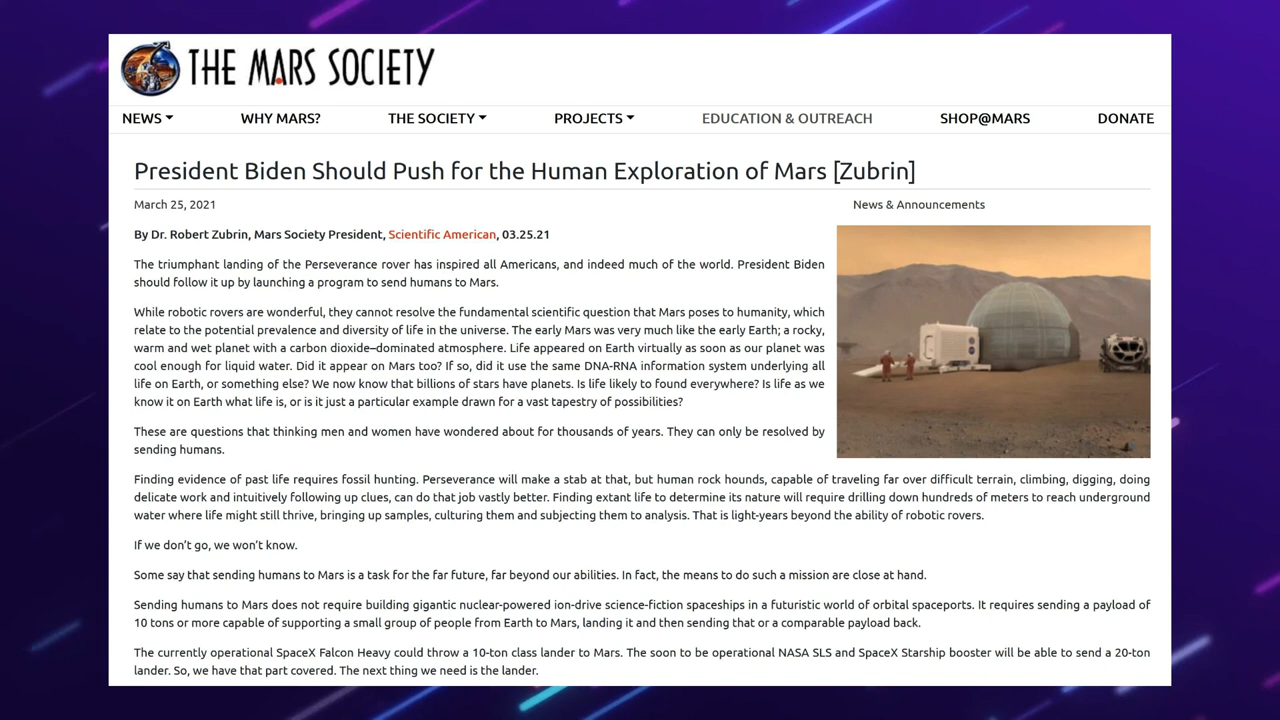 THE MARS SOCIETY
NEWS WHY MARS? THE SOCIETY PROJECTS EDUCATION & OUTREACH SHOP@MARS DONATE
President Biden Should Push for the Human Exploration of Mars [Zubrin]
March 25, 2021
News & Announcements
By Dr. Robert Zubrin, Mars Society President, Scientific American, 03.25.21
The triumphant landing of the Perseverance rover has inspired all Americans, and indeed much of the world. President Biden
should follow it up by launching a program to send humans to Mars.
While robotic rovers are wonderful, they cannot resolve the fundamental scientific question that Mars poses to humanity, which
relate to the potential prevalence and diversity of life in the universe. The early Mars was very much like the early Earth; a rocky,
warm and wet planet with a carbon dioxide–dominated atmosphere. Life appeared on Earth virtually as soon as our planet was
cool enough for liquid water. Did it appear on Mars too? If so, did it use the same DNA-RNA information system underlying all
life on Earth, or something else? We now know that billions of stars have planets. Is life likely to found everywhere? Is life as we
know it on Earth what life is, or is it just a particular example drawn for a vast tapestry of possibilities?
These are questions that thinking men and women have wondered about for thousands of years. They can only be resolved by
sending humans.
Finding evidence of past life requires fossil hunting. Perseverance will make a stab at that, but human rock hounds, capable of traveling far over difficult terrain, climbing, digging, doing
delicate work and intuitively following up clues, can do that job vastly better. Finding extant life to determine its nature will require drilling down hundreds of meters to reach underground
water where life might still thrive, bringing up samples, culturing them and subjecting them to analysis. That is light-years beyond the ability of robotic rovers.
If we don't go, we won't know.
Some say that sending humans to Mars is a task for the far future, far beyond our abilities. In fact, the means to do such a mission are close at hand.
Sending humans to Mars does not require building gigantic nuclear-powered ion-drive science-fiction spaceships in a futuristic world of orbital spaceports. It requires sending a payload of
10 tons or more capable of supporting a small group of people from Earth to Mars, landing it and then sending that or a comparable payload back.
The currently operational SpaceX Falcon Heavy could throw a 10-ton class lander to Mars. The soon to be operational NASA SLS and SpaceX Starship booster will be able to send a 20-ton
lander. So, we have that part covered. The next thing we need is the lander.